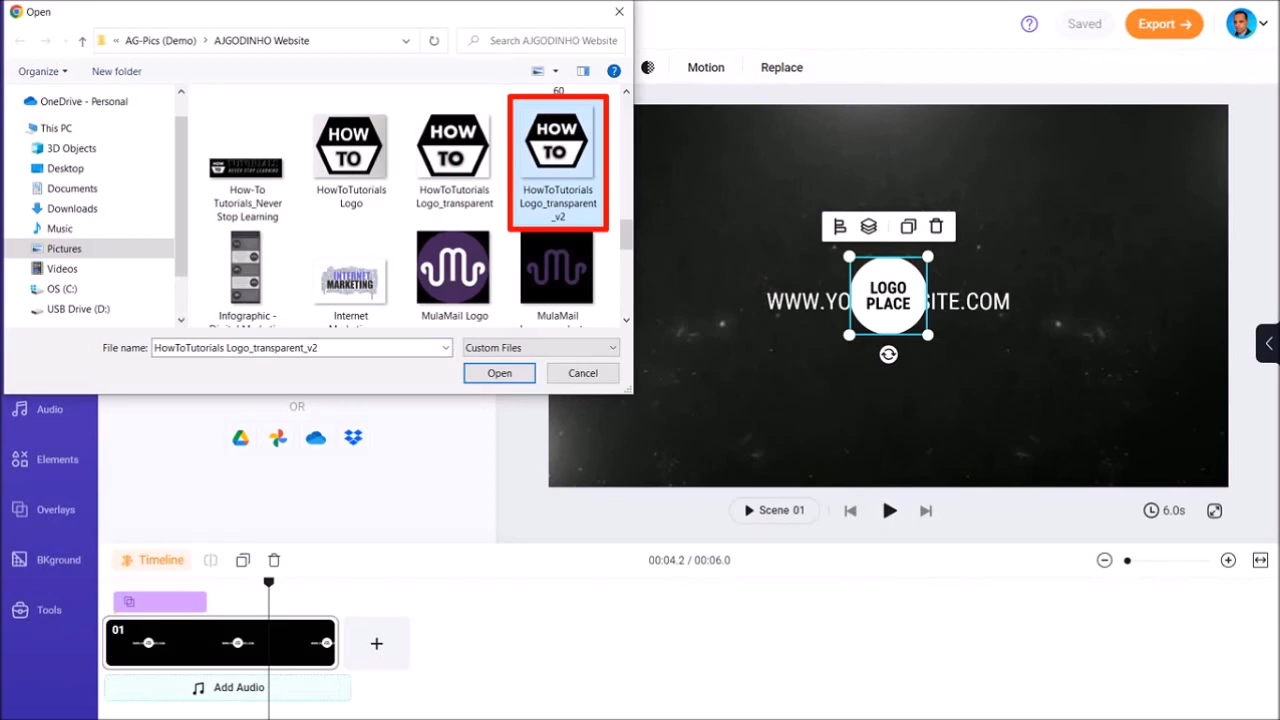 Open
« AG-Pics (Demo) > AJGODINHO Website
Search AJGODINHO Website
Organize
New folder
OneDrive - Personal
This PC
3D Objects
Desktop
Documents
Downloads
Music
Pictures
Videos
OS (C:)
USB Drive (D:)
60
HOW
TO
HOW
TO
HOW
TO
How-To
Tutorials_Never
Stop Learning
HowToTutorials
Logo
HowToTutorials
Logo_transparent
HowToTutorials
Logo_transparent
_v2
INTERNET
MARKETING
Infographic -
Internet
MulaMail Logo
MulaMail
File name:
HowToTutorials Logo_transparent_v2
Custom Files
Open
Cancel
?
Saved
Export →
Motion
Replace
WWW.YO
LOGO
PLACE
SITE.COM
OR
Audio
Elements
Overlays
BKground
Tools
Scene 01
6.0s
Timeline
00:04.2 / 00:06.0
01
+
Add Audio